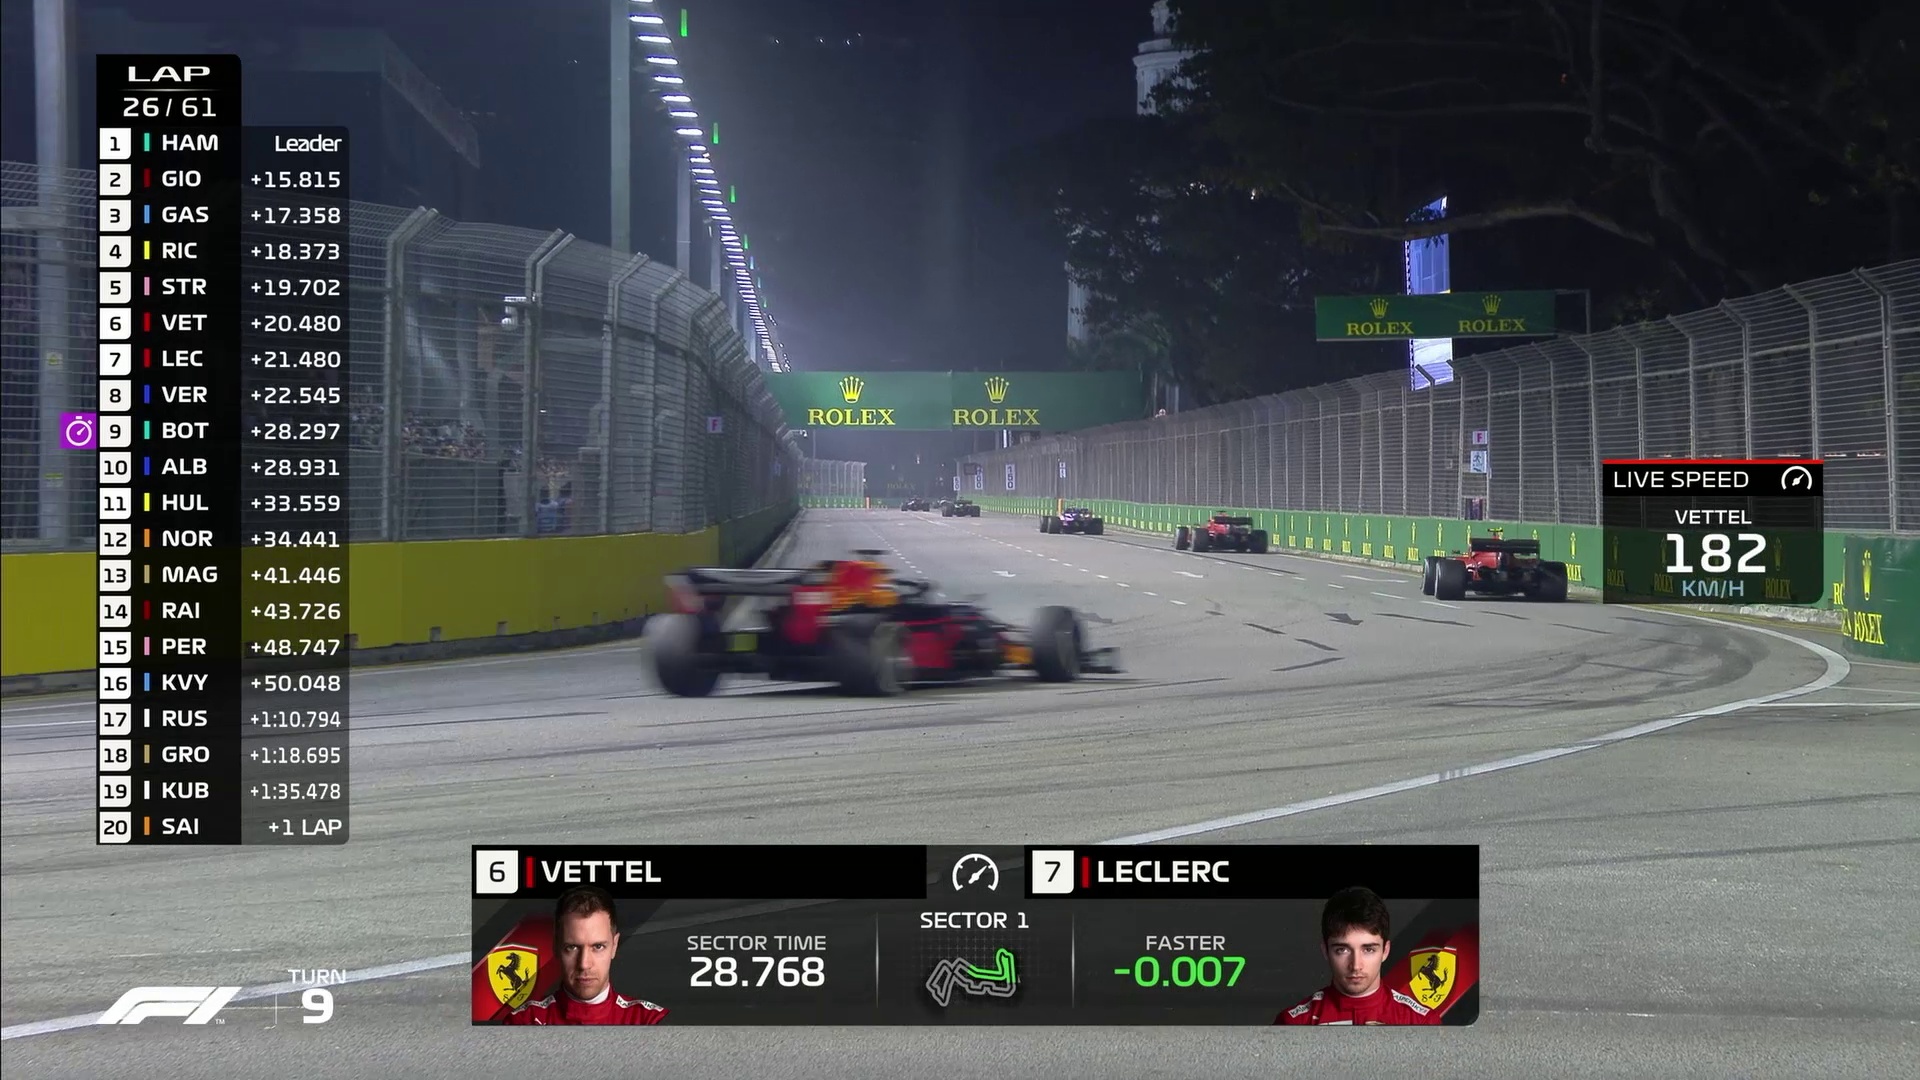 LAP
26 / 61
1 HAM Leader
2 GIO +15.815
3 GAS +17.358
4 RIC +18.373
5 STR +19.702
6 VET +20.480
7 LEC +21.480
8 VER +22.545
9 BOT +28.297
10 ALB +28.931
11 HUL +33.559
12 NOR +34.441
13 MAG +41.446
14 RAI +43.726
15 PER +48.747
16 KVY +50.048
17 RUS +1:10.794
18 GRO +1:18.695
19 KUB +1:35.478
20 SAI +1 LAP
ROLEX ROLEX
ROLEX ROLEX
F
F
LIVE SPEED
VETTEL
182
KM/H
ROLEX
ROLEX
6 VETTEL
7 LECLERC
SECTOR 1
SECTOR TIME
28.768
FASTER
-0.007
F1
TURN
9